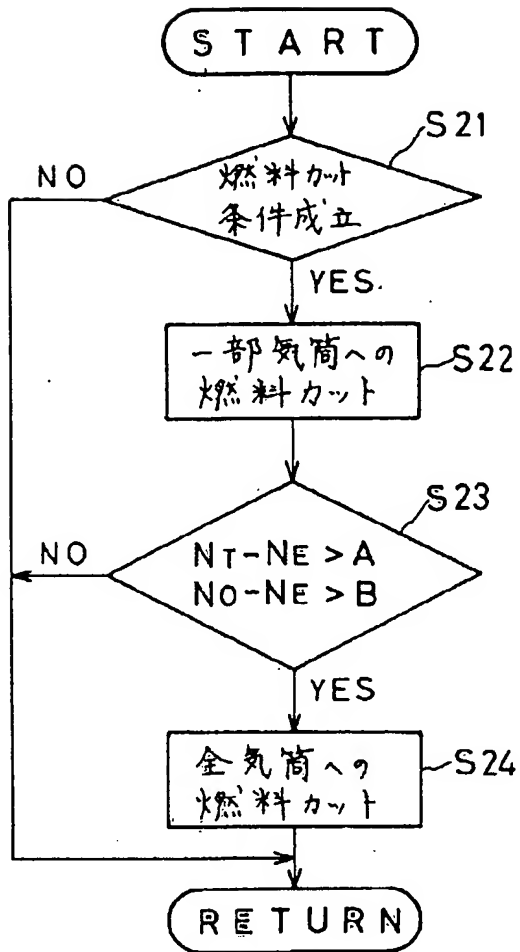 START
S21
NO
燃料カット
条件成立
YES.
一部気筒への
燃料カット
S22
S23
NO
NT-NE > A
NO-NE > B
YES
全気筒への
燃料カット
S24
RETURN